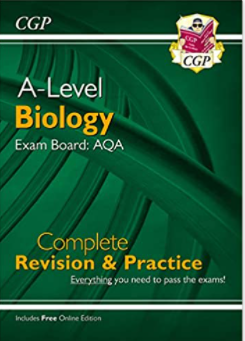 CGP
CGP
A-Level
Biology
Exam Board: AQA
Complete
Revision & Practice
Everything you need to pass the exams!
Includes Free Online Edition